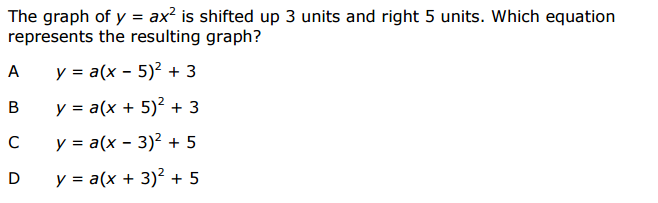 The graph of y = ax² is shifted up 3 units and right 5 units. Which equation
represents the resulting graph?
A y = a(x − 5)² + 3
B y = a(x + 5)² + 3
C y = a(x − 3)² + 5
D y = a(x + 3)² + 5